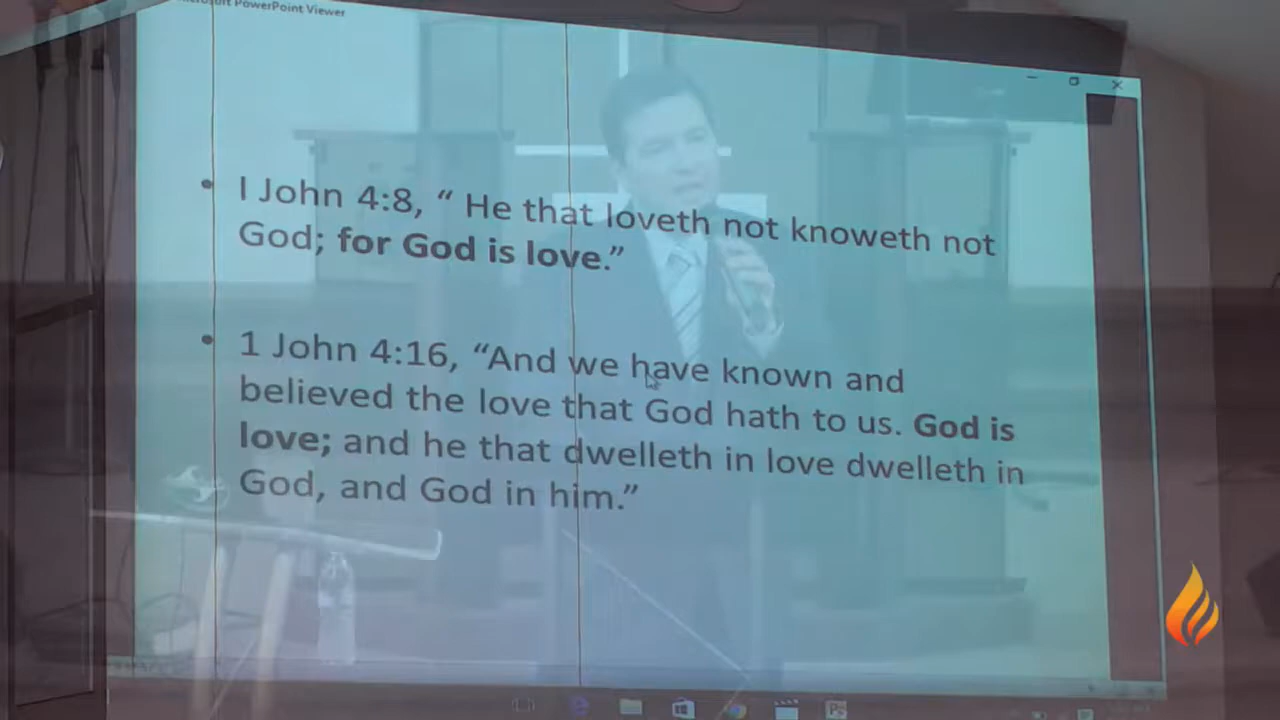 PowerPoint Viewer
• I John 4:8, “ He that loveth not knoweth not
God; for God is love.”
• 1 John 4:16, “And we have known and
believed the love that God hath to us. God is
love; and he that dwelleth in love dwelleth in
God, and God in him.”